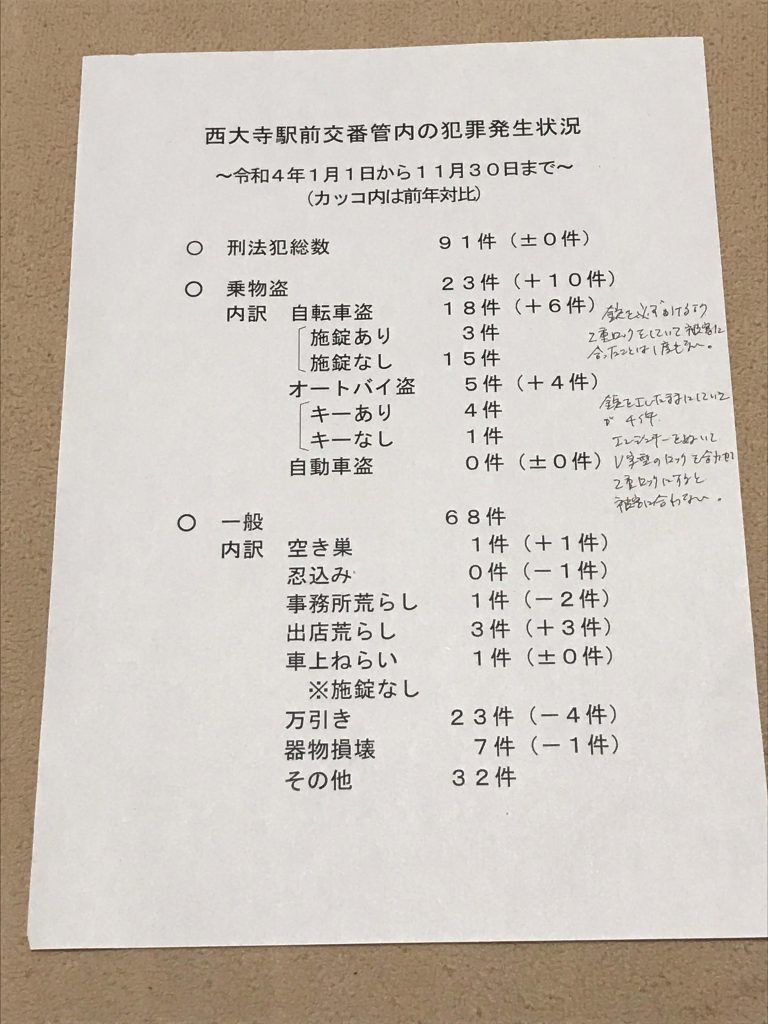 西大寺駅前交番管内の犯罪発生状況
～令和４年１月１日から１１月３０日まで～
（カッコ内は前年対比）
○ 刑法犯総数 ９１件（±０件）
○ 乗物盗 ２３件（＋１０件）
内訳 自転車盗 １８件（＋６件）
施錠あり ３件
施錠なし １５件
オートバイ盗 ５件（＋４件）
キーあり ４件
キーなし １件
自動車盗 ０件（±０件）
鍵を必ずかけるより
２重ロックをしていて被害に
合ったことは１度もない。
鍵をさしたままにしていて
が ４件
エンジンキーをぬいて
U字型のロックを合わせ
２重ロックにすると
被害に合わない。
○ 一般 ６８件
内訳 空き巣 １件（＋１件）
忍込み ０件（－１件）
事務所荒らし １件（－２件）
出店荒らし ３件（＋３件）
車上ねらい １件（±０件）
※施錠なし
万引き ２３件（－４件）
器物損壊 ７件（－１件）
その他 ３２件